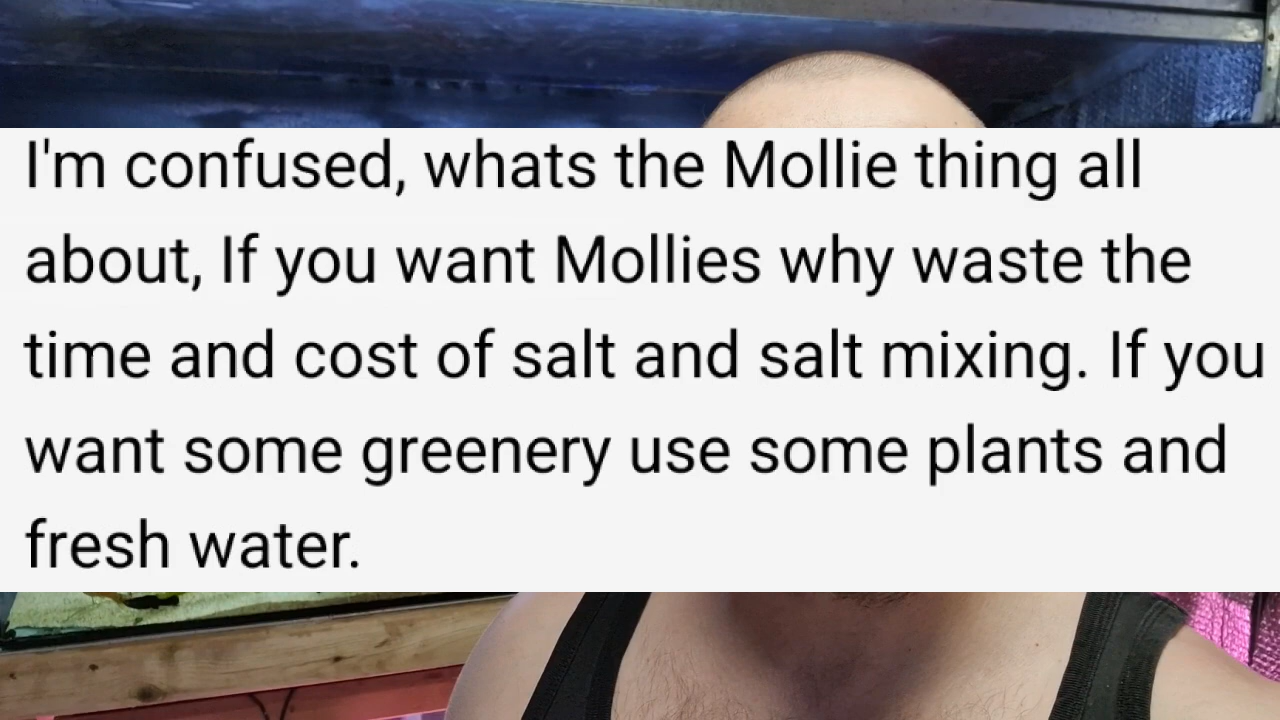 I'm confused, whats the Mollie thing all
about, If you want Mollies why waste the
time and cost of salt and salt mixing. If you
want some greenery use some plants and
fresh water.